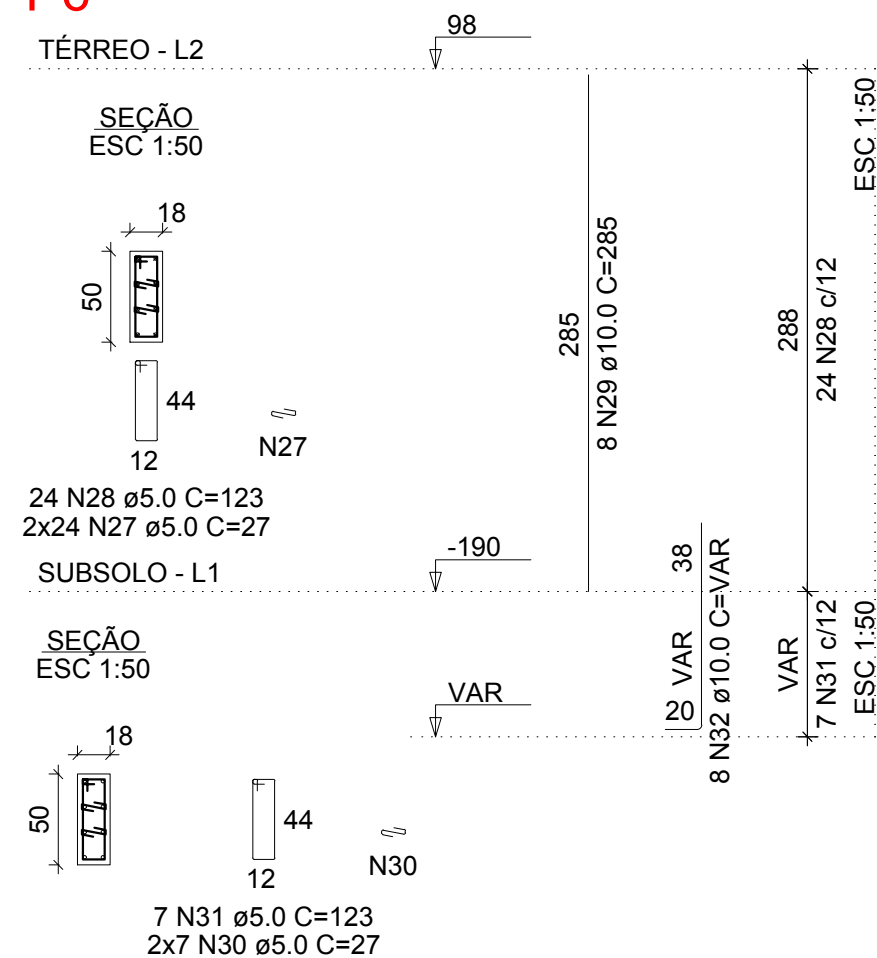 TÉRREO - L2
98
SEÇÃO
ESC 1:50
18
50
44
12
N27
24 N28 ø5.0 C=123
2x24 N27 ø5.0 C=27
285
8 N29 ø10.0 C=285
288
24 N28 c/12
ESC 1:50
SUBSOLO - L1
-190
SEÇÃO
ESC 1:50
VAR
38
VAR
20
8 N32 ø10.0 C=VAR
VAR
7 N31 c/12
ESC 1:50
18
50
44
12
N30
7 N31 ø5.0 C=123
2x7 N30 ø5.0 C=27